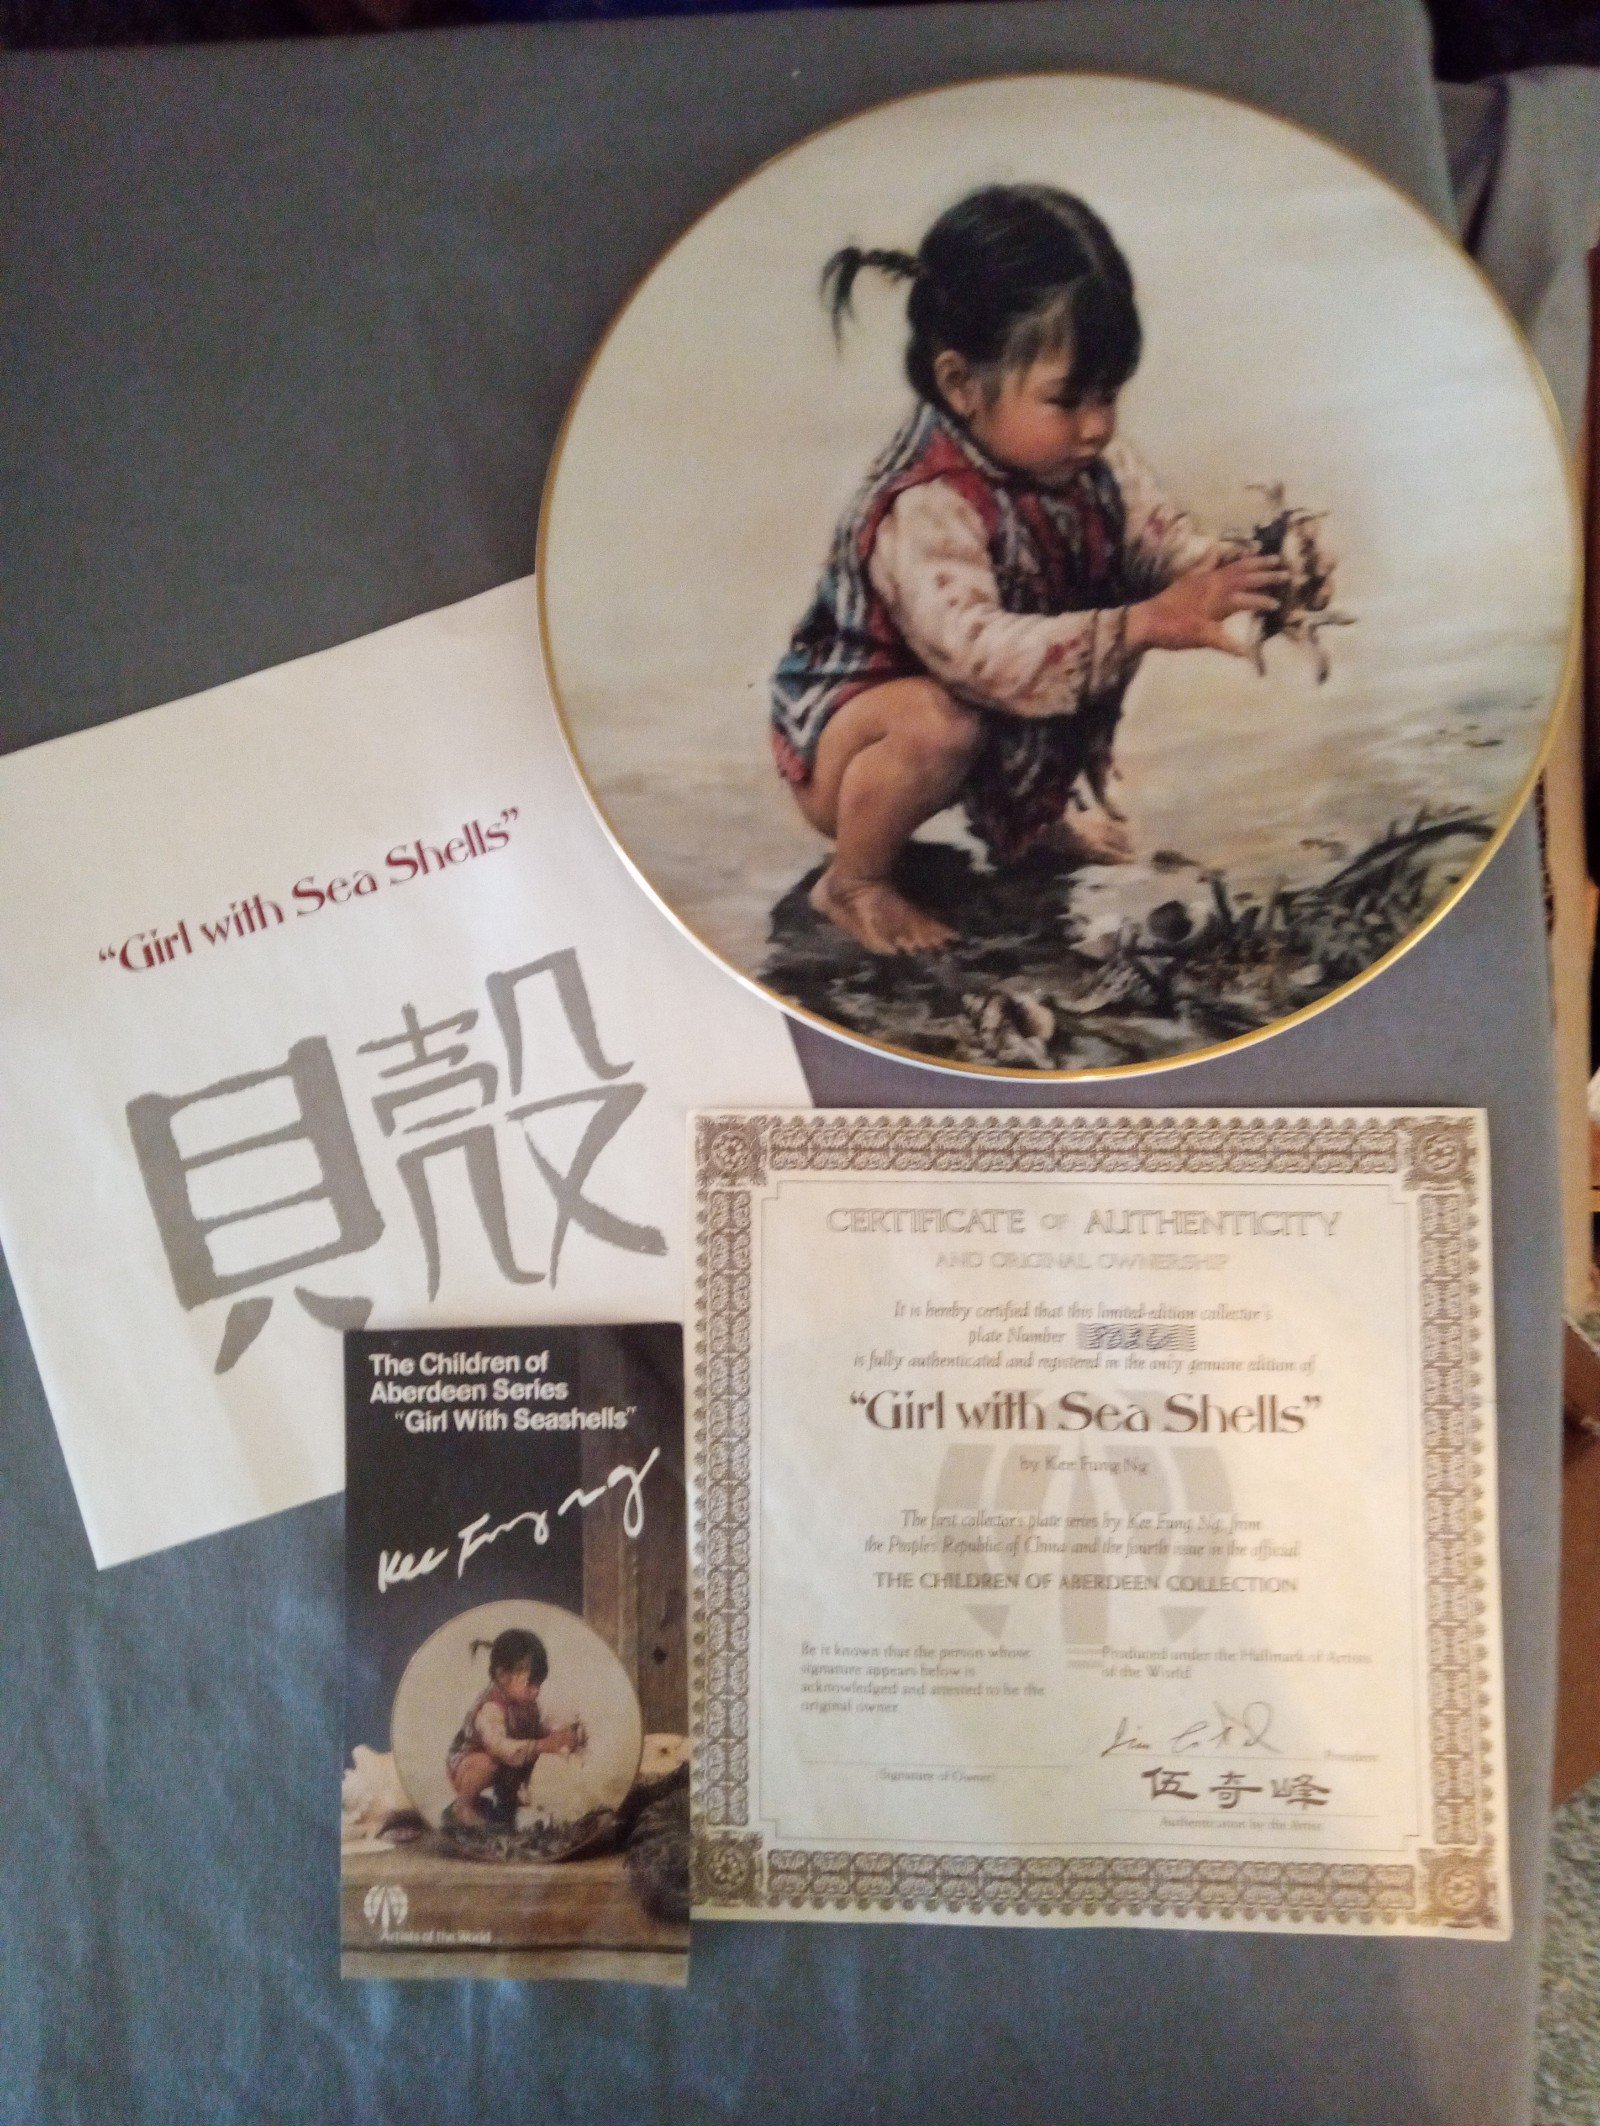 “Girl with Sea Shells”
貝殼
The Children of
Aberdeen Series
"Girl With Seashells"
Kee Fung Ng
Artists of the World
CERTIFICATE OF AUTHENTICITY
AND ORIGINAL OWNERSHIP
It is hereby certified that this limited-edition collector's
plate Number
is fully authenticated and registered in the only genuine edition of
“Girl with Sea Shells”
by Kee Fung Ng
The first collector's plate series by Kee Fung Ng from
the People's Republic of China and the fourth issue in the official
THE CHILDREN OF ABERDEEN COLLECTION
Be it known that the person whose
signature appears below is
acknowledged and attested to be the
original owner.
(Signature of Owner)
Produced under the Hallmark of Artists
of the World
President
伍奇峰
Authentication by the Artist